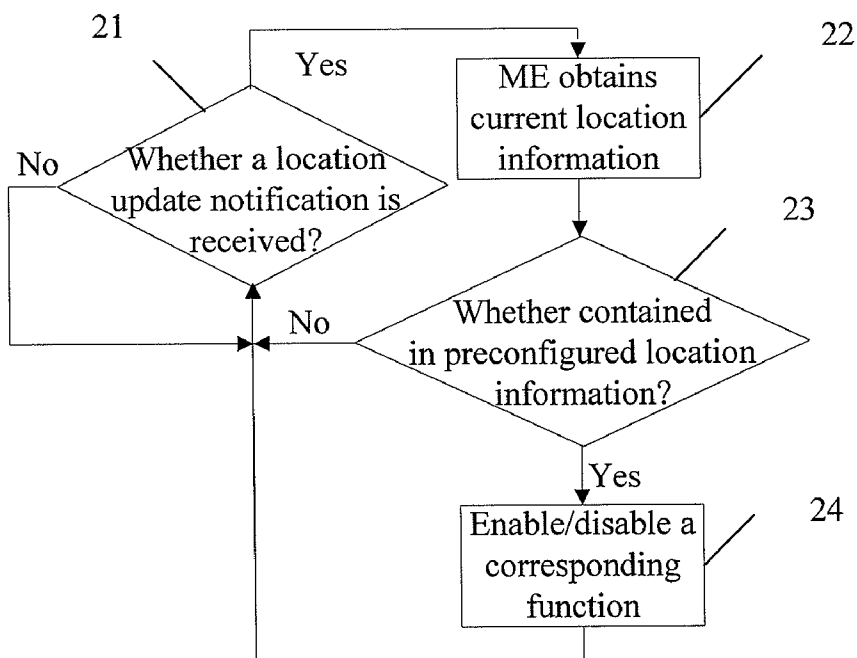 21
Yes
ME obtains
current location
information
22
No
Whether a location
update notification is
received?
23
No
Whether contained
in preconfigured location
information?
Yes
Enable/disable a
corresponding
function
24